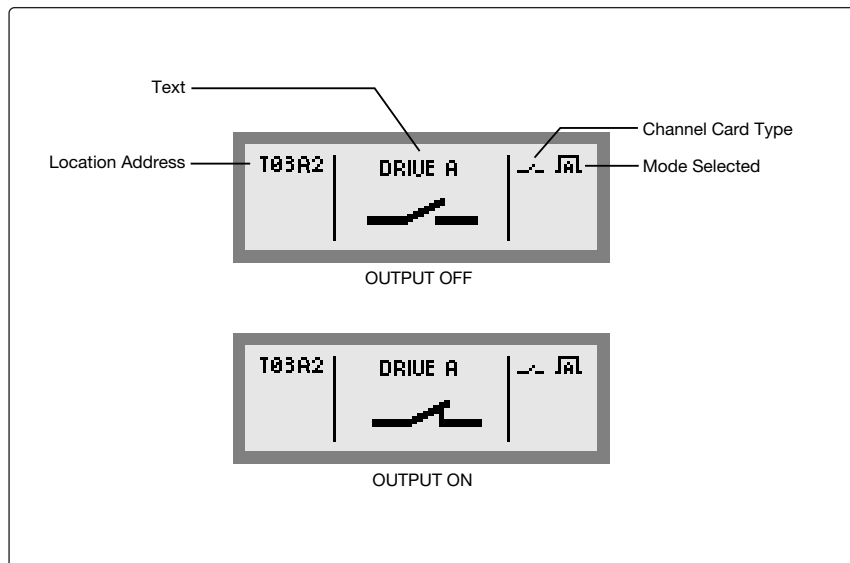 Text
Channel Card Type
Location Address
Mode Selected
T03A2
DRIVE A
A
OUTPUT OFF
T03A2
DRIVE A
A
OUTPUT ON